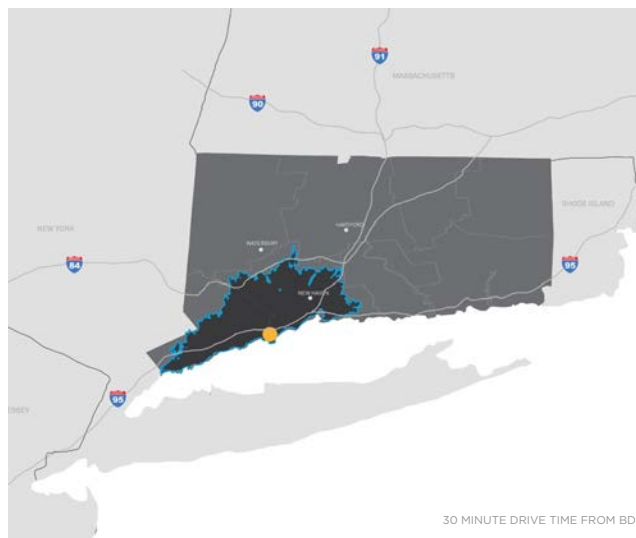 91
MASSACHUSETTS
90
RHODE ISLAND
HARTFORD
NEW YORK
WATERBURY
84
95
NEW HAVEN
95
ERSEY
30 MINUTE DRIVE TIME FROM BD